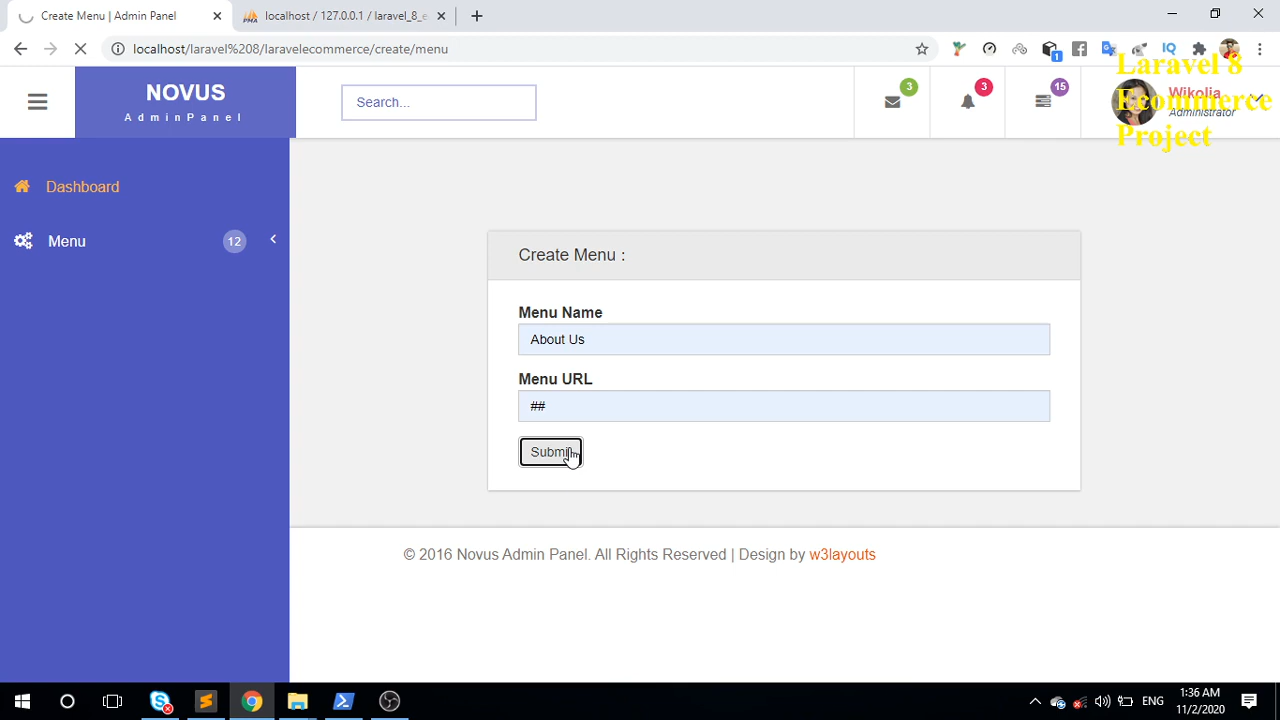 Create Menu | Admin Panel
localhost / 127.0.0.1 / laravel_8_e
localhost/laravel%208/laravelecommerce/create/menu
IQ
1
NOVUS
AdminPanel
Search...
3
3
15
Wikolia
Administrator
Laravel 8
Ecommerce
Project
Dashboard
Menu
12
Create Menu :
Menu Name
About Us
Menu URL
##
Submit
© 2016 Novus Admin Panel. All Rights Reserved | Design by w3layouts
ENG
1:36 AM
11/2/2020